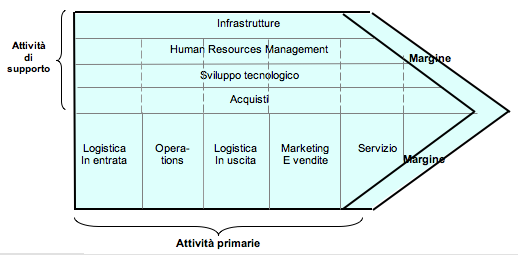 Infrastrutture
Attività
di
supporto
Human Resources Management
Margine
Sviluppo tecnologico
Acquisti
Logistica
In entrata
Opera-
tions
Logistica
In uscita
Marketing
E vendite
Servizio
Margine
Attività primarie